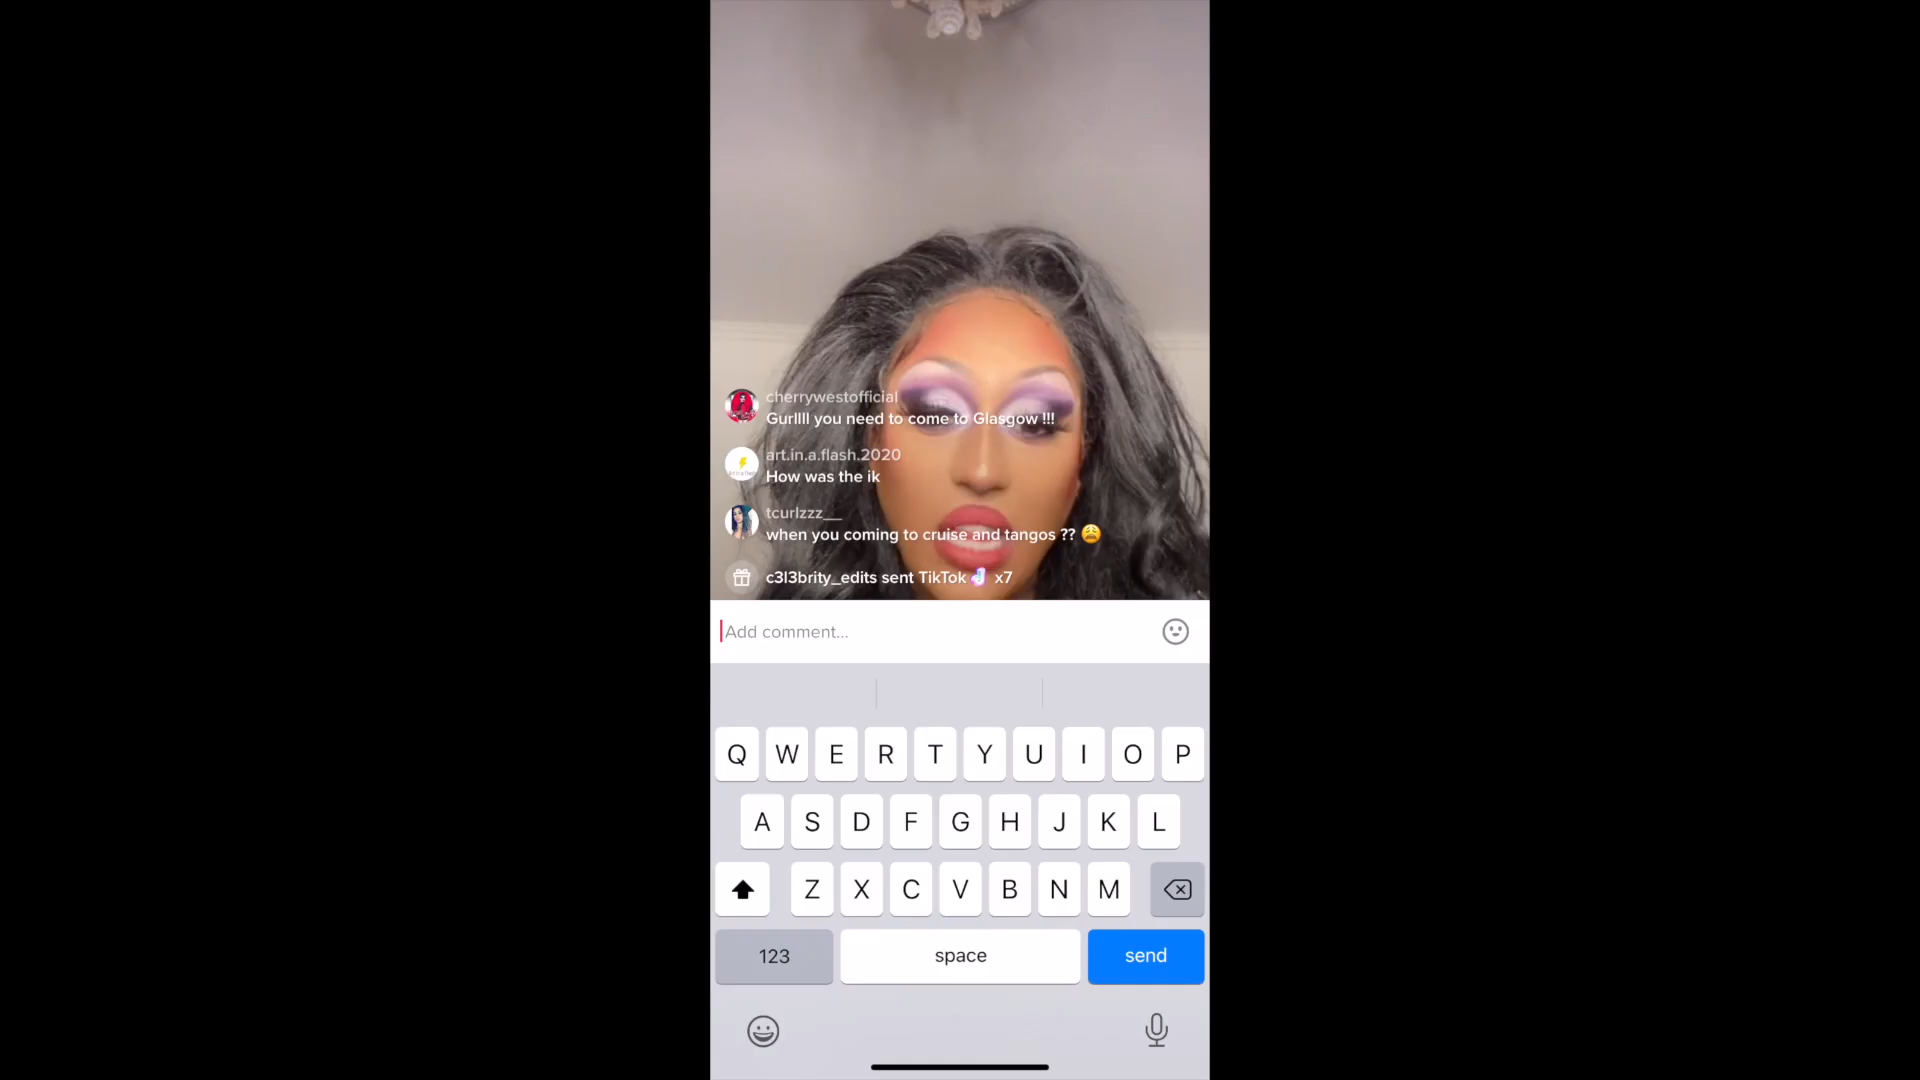 cherrywestofficial
Gurllll you need to come to Glasgow !!!
art.in.a.flash.2020
How was the ik
tcurlzzz__
when you coming to cruise and tangos ?? 😩
c3l3brity_edits sent TikTok x7
Add comment...
Q W E R T Y U I O P
A S D F G H J K L
Z X C V B N M
123 space send